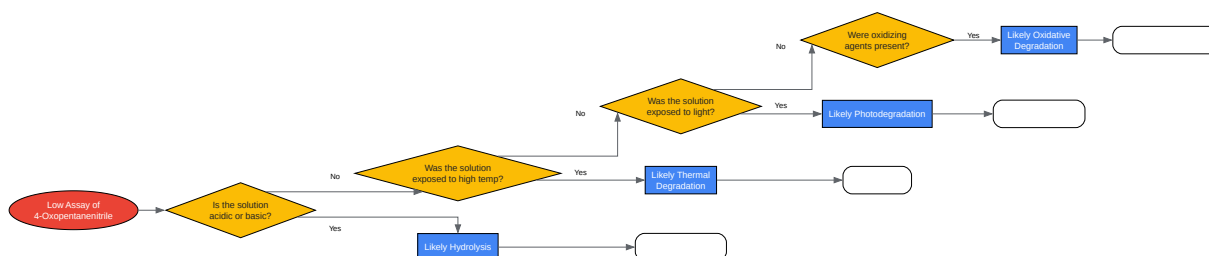 Low Assay of
4-Oxopentanenitrile
Is the solution
acidic or basic?
No
Yes
Was the solution
exposed to high temp?
Likely Hydrolysis
No
Yes
Likely Thermal
Degradation
Was the solution
exposed to light?
No
Yes
Likely Photodegradation
Were oxidizing
agents present?
Yes
Likely Oxidative
Degradation